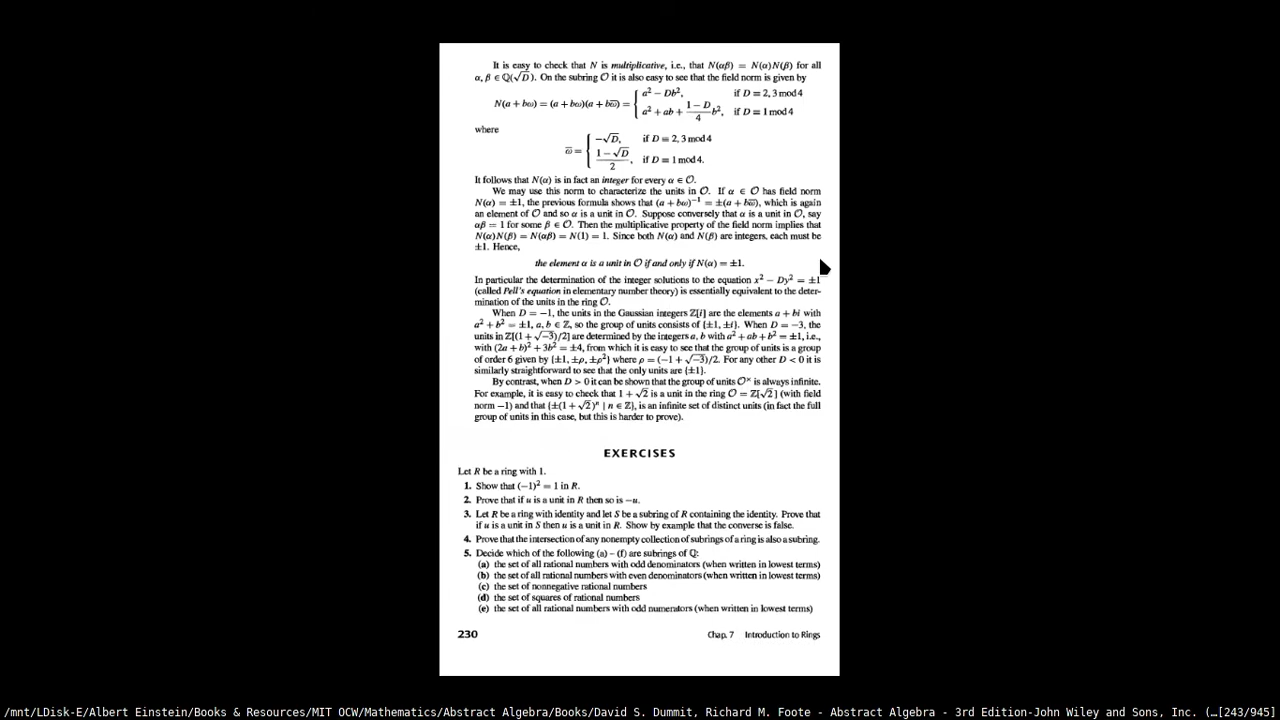 It is easy to check that N is multiplicative, i.e., that N(αβ) = N(α)N(β) for all
α, β ∈ Q(√D). On the subring O it is also easy to see that the field norm is given by
N(a + bω) = (a + bω)(a + bω̅) = { a² − Db², if D ≡ 2, 3 mod 4
a² + ab + (1 − D)/4 b², if D ≡ 1 mod 4
where
ω̅ = { −√D, if D ≡ 2, 3 mod 4
(1 − √D)/2, if D ≡ 1 mod 4.
It follows that N(α) is in fact an integer for every α ∈ O.
We may use this norm to characterize the units in O. If α ∈ O has field norm
N(α) = ±1, the previous formula shows that (a + bω)⁻¹ = ±(a + bω̅), which is again
an element of O and so α is a unit in O. Suppose conversely that α is a unit in O, say
αβ = 1 for some β ∈ O. Then the multiplicative property of the field norm implies that
N(α)N(β) = N(αβ) = N(1) = 1. Since both N(α) and N(β) are integers, each must be
±1. Hence,
the element α is a unit in O if and only if N(α) = ±1.
In particular the determination of the integer solutions to the equation x² − Dy² = ±1
(called Pell's equation in elementary number theory) is essentially equivalent to the deter-
mination of the units in the ring O.
When D = −1, the units in the Gaussian integers Z[i] are the elements a + bi with
a² + b² = ±1, a, b ∈ Z, so the group of units consists of {±1, ±i}. When D = −3, the
units in Z[(1 + √−3)/2] are determined by the integers a, b with a² + ab + b² = ±1, i.e.,
with (2a + b)² + 3b² = ±4, from which it is easy to see that the group of units is a group
of order 6 given by {±1, ±ρ, ±ρ²} where ρ = (−1 + √−3)/2. For any other D < 0 it is
similarly straightforward to see that the only units are {±1}.
By contrast, when D > 0 it can be shown that the group of units O× is always infinite.
For example, it is easy to check that 1 + √2 is a unit in the ring O = Z[√2] (with field
norm −1) and that {±(1 + √2)ⁿ | n ∈ Z}, is an infinite set of distinct units (in fact the full
group of units in this case, but this is harder to prove).
EXERCISES
Let R be a ring with 1.
1. Show that (−1)² = 1 in R.
2. Prove that if u is a unit in R then so is −u.
3. Let R be a ring with identity and let S be a subring of R containing the identity. Prove that
if u is a unit in S then u is a unit in R. Show by example that the converse is false.
4. Prove that the intersection of any nonempty collection of subrings of a ring is also a subring.
5. Decide which of the following (a) – (f) are subrings of Q:
(a) the set of all rational numbers with odd denominators (when written in lowest terms)
(b) the set of all rational numbers with even denominators (when written in lowest terms)
(c) the set of nonnegative rational numbers
(d) the set of squares of rational numbers
(e) the set of all rational numbers with odd numerators (when written in lowest terms)
230 Chap. 7 Introduction to Rings
/mnt/LDisk-E/Albert Einstein/Books & Resources/MIT OCW/Mathematics/Abstract Algebra/Books/David S. Dummit, Richard M. Foote - Abstract Algebra - 3rd Edition-John Wiley and Sons, Inc. (…[243/945]